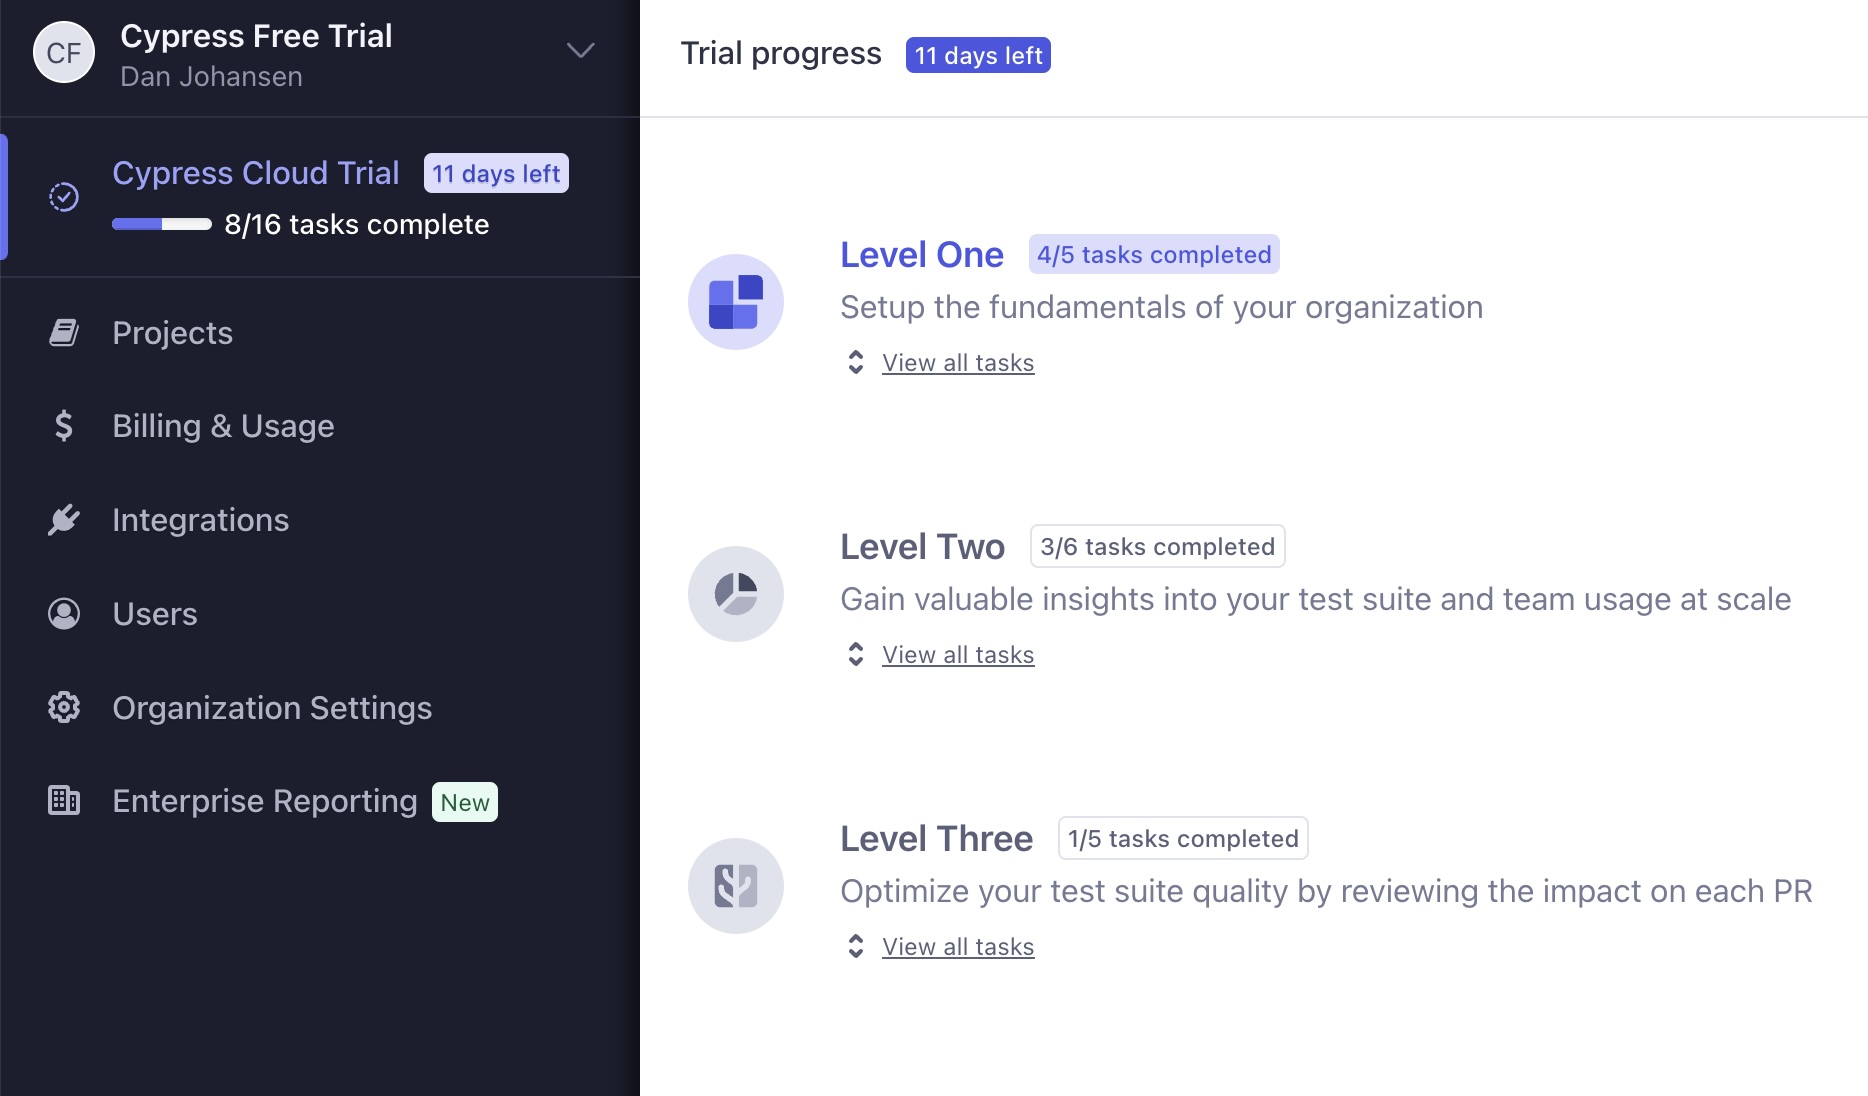 CF
Cypress Free Trial
Dan Johansen
Cypress Cloud Trial 11 days left
8/16 tasks complete
Projects
$ Billing & Usage
Integrations
Users
Organization Settings
Enterprise Reporting New
Trial progress 11 days left
Level One 4/5 tasks completed
Setup the fundamentals of your organization
View all tasks
Level Two 3/6 tasks completed
Gain valuable insights into your test suite and team usage at scale
View all tasks
Level Three 1/5 tasks completed
Optimize your test suite quality by reviewing the impact on each PR
View all tasks